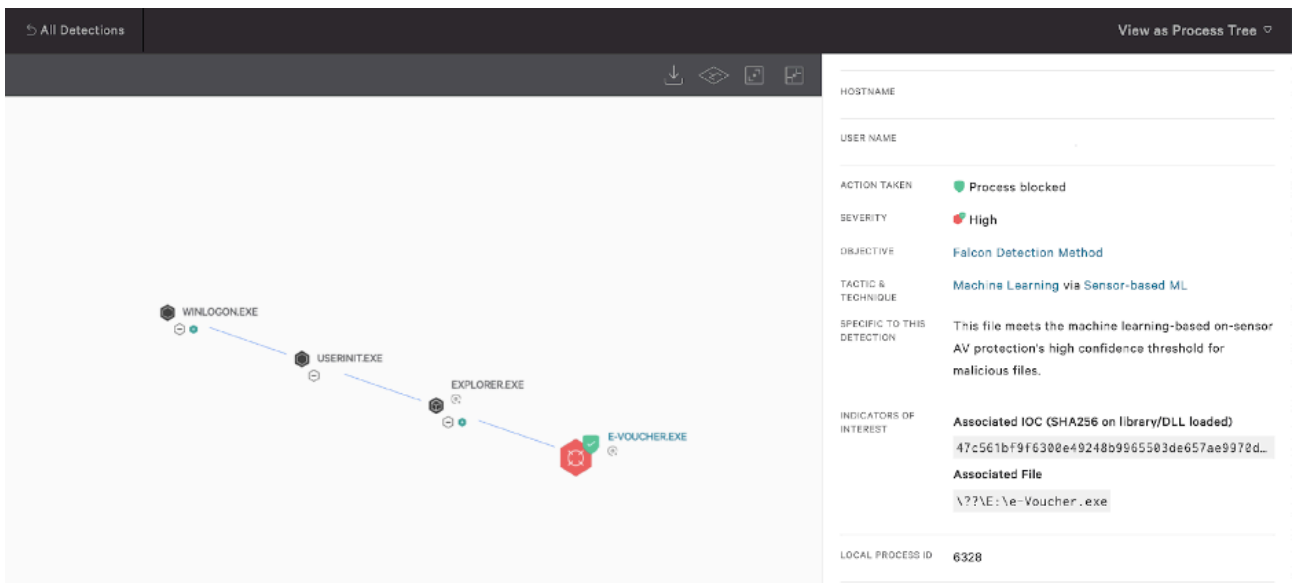 All Detections
View as Process Tree
HOSTNAME
USER NAME
ACTION TAKEN
Process blocked
SEVERITY
High
OBJECTIVE
Falcon Detection Method
TACTIC &
TECHNIQUE
Machine Learning via Sensor-based ML
SPECIFIC TO THIS
DETECTION
This file meets the machine learning-based on-sensor
AV protection's high confidence threshold for
malicious files.
INDICATORS OF
INTEREST
Associated IOC (SHA256 on library/DLL loaded)
47c561bf9f6300e49248b9965503de657ae9970d…
Associated File
\??\E:\e-Voucher.exe
LOCAL PROCESS ID
6328
WINLOGON.EXE
USERINIT.EXE
EXPLORER.EXE
E-VOUCHER.EXE